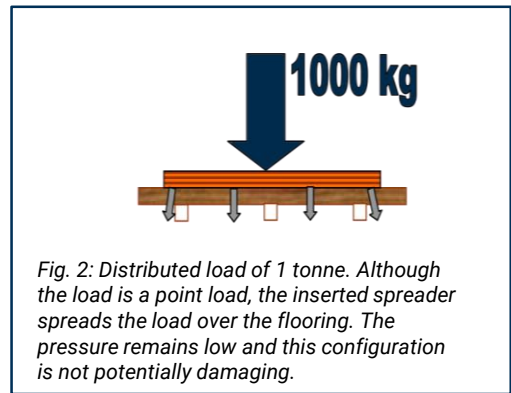 1000 kg
Fig. 2: Distributed load of 1 tonne. Although
the load is a point load, the inserted spreader
spreads the load over the flooring. The
pressure remains low and this configuration
is not potentially damaging.